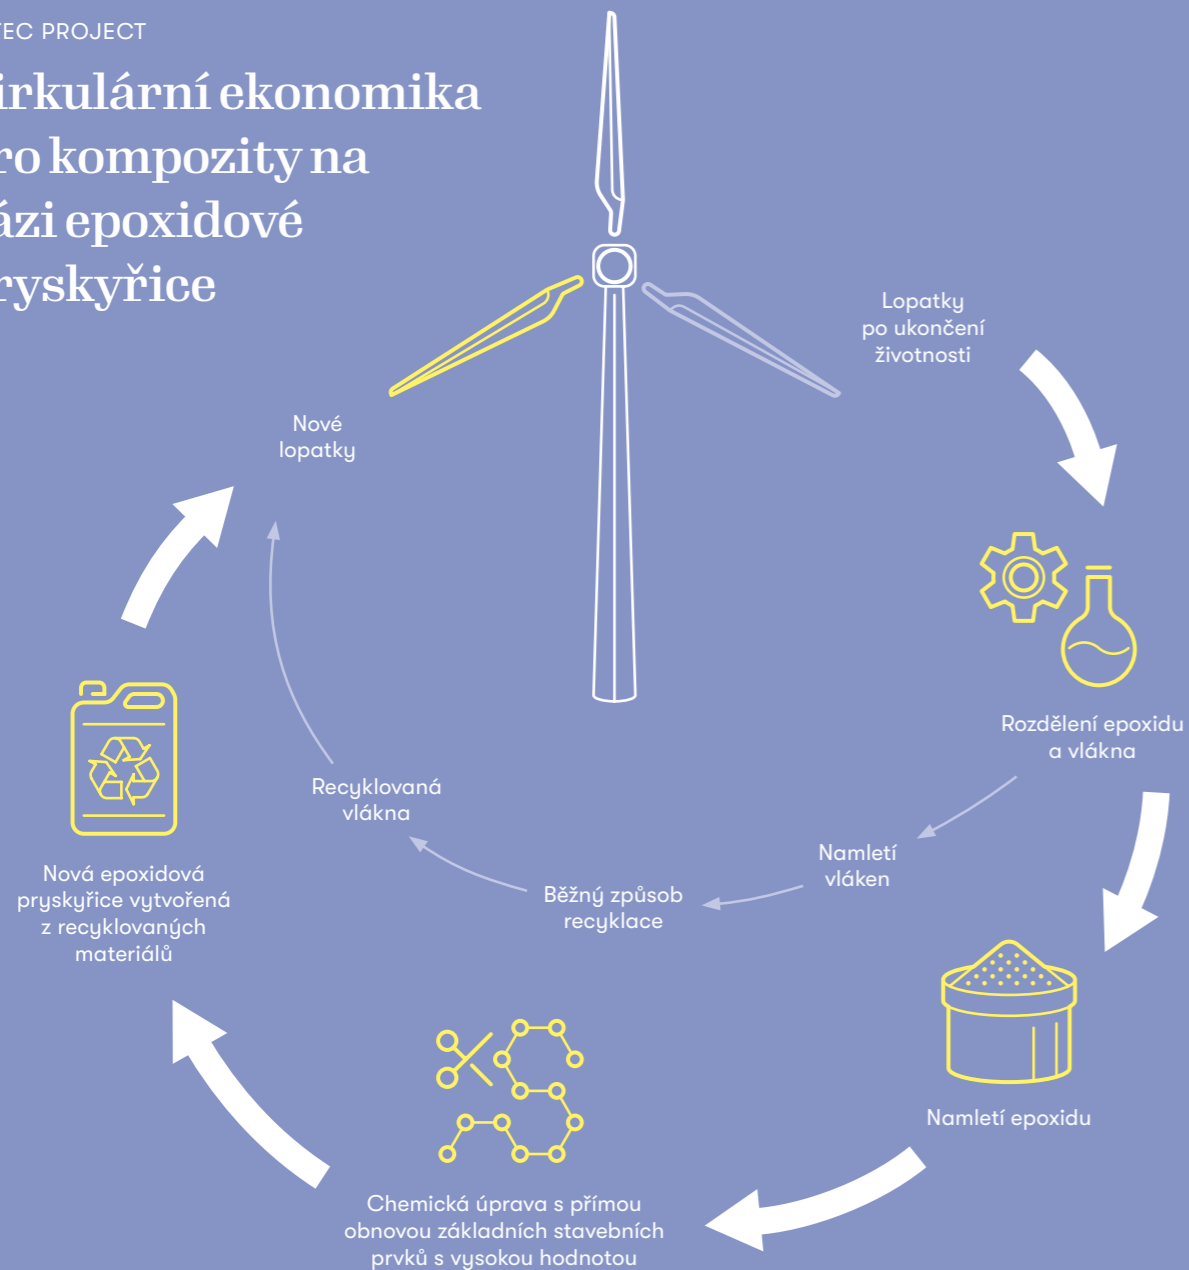 TEC PROJECT
irkulární ekonomika
ro kompozity na
ázi epoxidové
ryskyřice
Lopatky
po ukončení
životnosti
Nové
lopatky
Rozdělení epoxidu
a vlákna
Recyklovaná
vlákna
Namletí
vláken
Běžný způsob
recyklace
Nová epoxidová
pryskyřice vytvořená
z recyklovaných
materiálů
Namletí epoxidu
Chemická úprava s přímou
obnovou základních stavebních
prvků s vysokou hodnotou